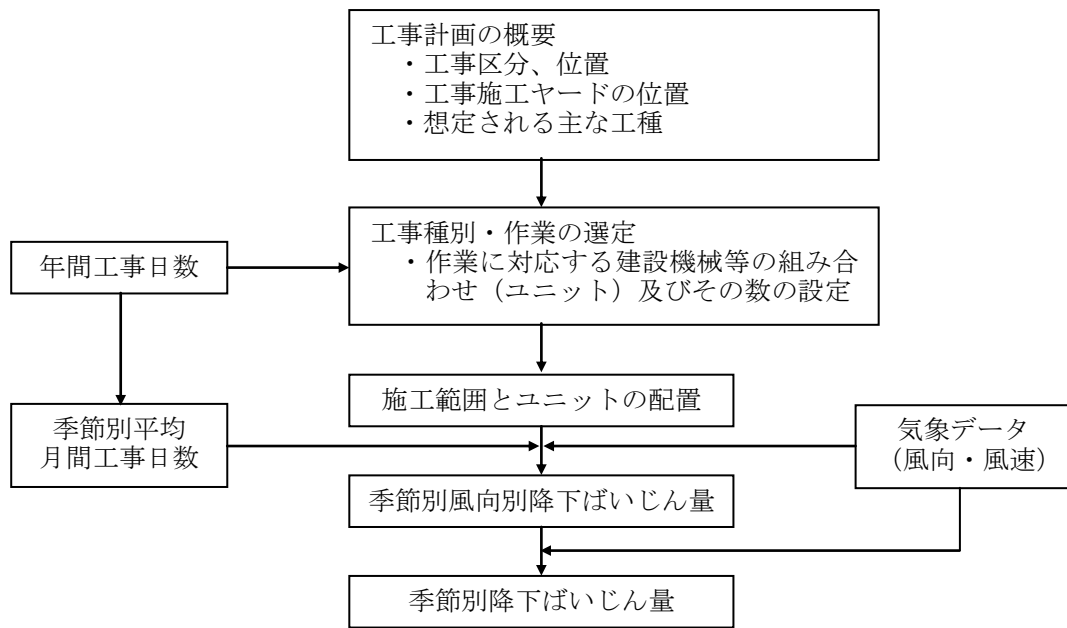 工事計画の概要
・工事区分、位置
・工事施工ヤードの位置
・想定される主な工種
工事種別・作業の選定
・作業に対応する建設機械等の組み合
わせ（ユニット）及びその数の設定
年間工事日数
施工範囲とユニットの配置
季節別平均
月間工事日数
気象データ
（風向・風速）
季節別風向別降下ばいじん量
季節別降下ばいじん量